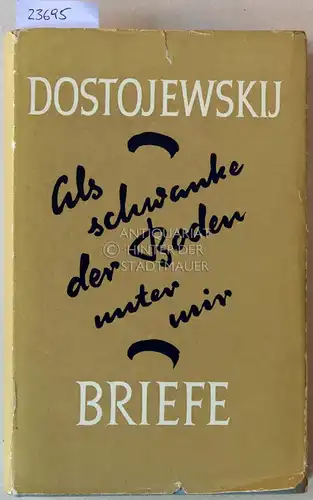 23695
DOSTOJEWSKIJ
Als
schwanke
der Boden
unter
mir
ANTIQUARIAT
© HINTER DER
STADTMAUER
BRIEFE